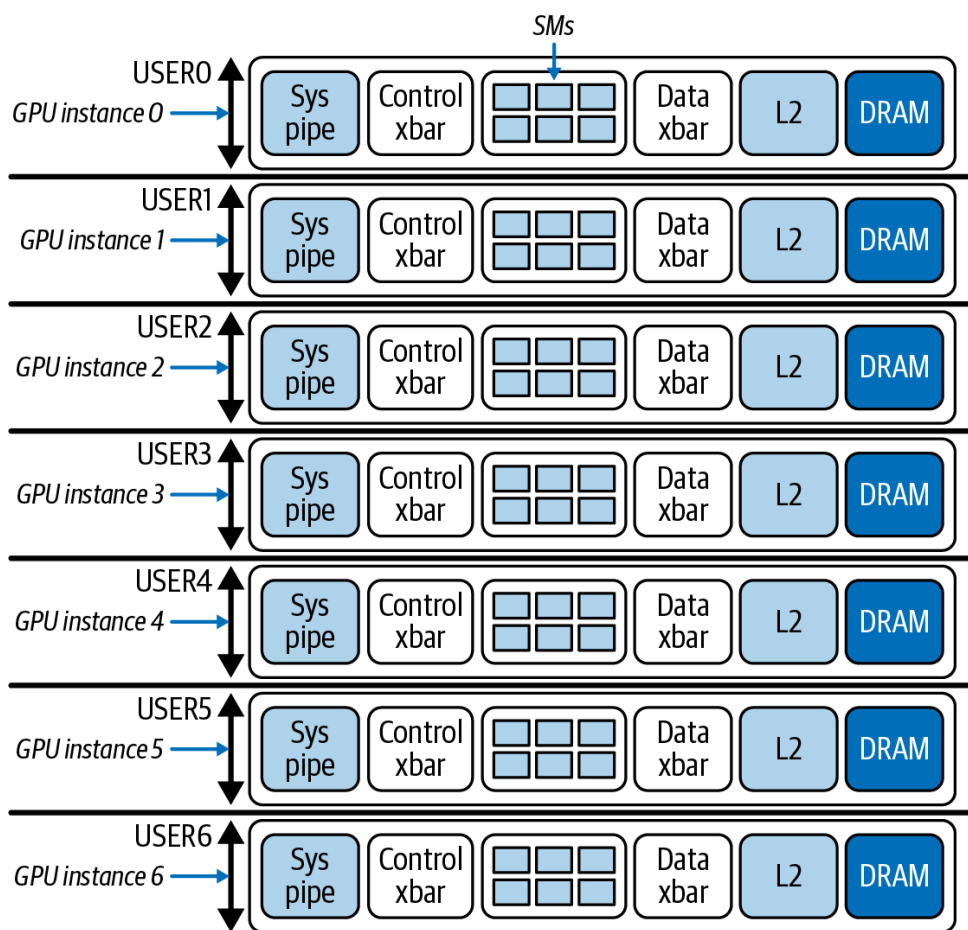 SMs
USER0
GPU instance 0
Sys
pipe
Control
xbar
Data
xbar
L2
DRAM
USER1
GPU instance 1
Sys
pipe
Control
xbar
Data
xbar
L2
DRAM
USER2
GPU instance 2
Sys
pipe
Control
xbar
Data
xbar
L2
DRAM
USER3
GPU instance 3
Sys
pipe
Control
xbar
Data
xbar
L2
DRAM
USER4
GPU instance 4
Sys
pipe
Control
xbar
Data
xbar
L2
DRAM
USER5
GPU instance 5
Sys
pipe
Control
xbar
Data
xbar
L2
DRAM
USER6
GPU instance 6
Sys
pipe
Control
xbar
Data
xbar
L2
DRAM